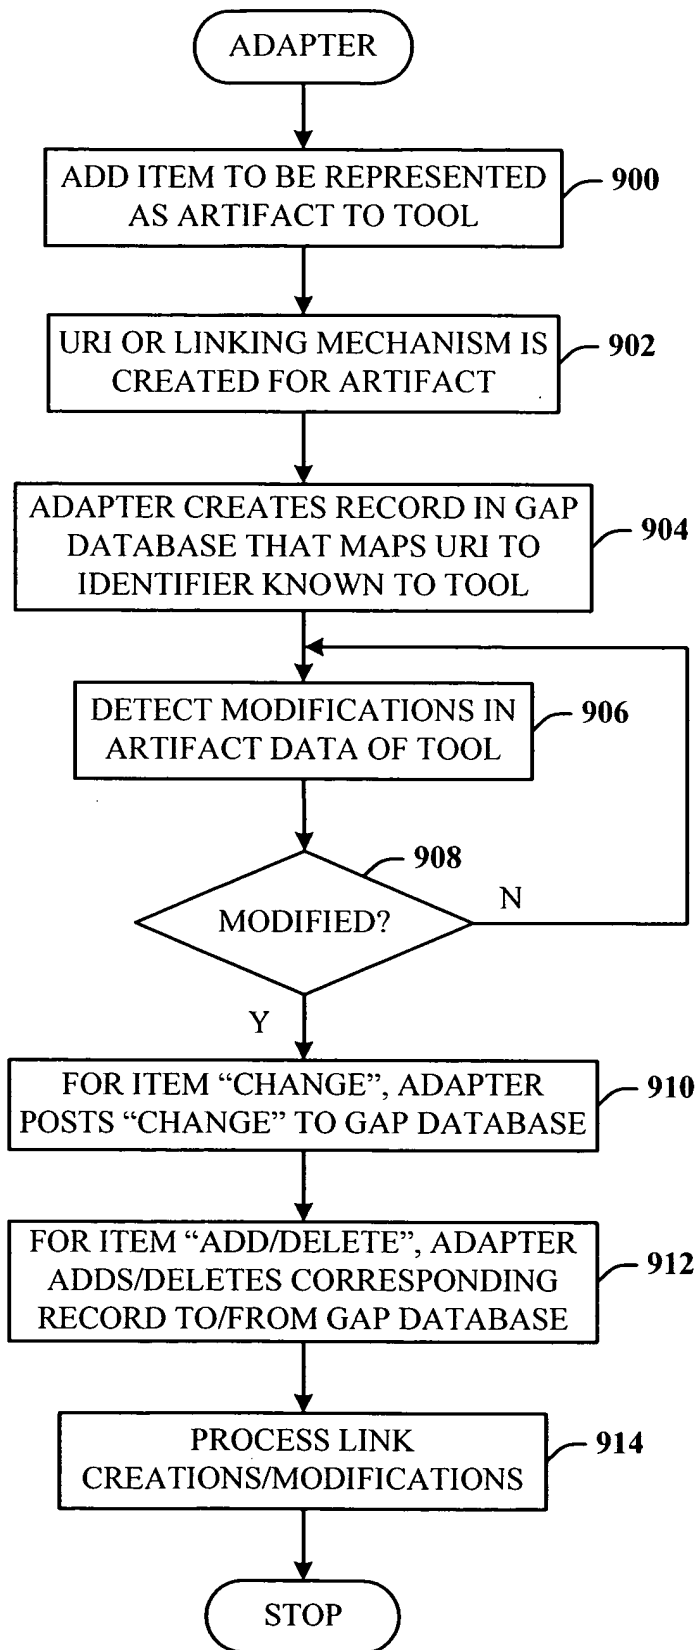 ADAPTER
ADD ITEM TO BE REPRESENTED
AS ARTIFACT TO TOOL
900
URI OR LINKING MECHANISM IS
CREATED FOR ARTIFACT
902
ADAPTER CREATES RECORD IN GAP
DATABASE THAT MAPS URI TO
IDENTIFIER KNOWN TO TOOL
904
DETECT MODIFICATIONS IN
ARTIFACT DATA OF TOOL
906
908
MODIFIED?
N
Y
FOR ITEM “CHANGE”, ADAPTER
POSTS “CHANGE” TO GAP DATABASE
910
FOR ITEM “ADD/DELETE”, ADAPTER
ADDS/DELETES CORRESPONDING
RECORD TO/FROM GAP DATABASE
912
PROCESS LINK
CREATIONS/MODIFICATIONS
914
STOP